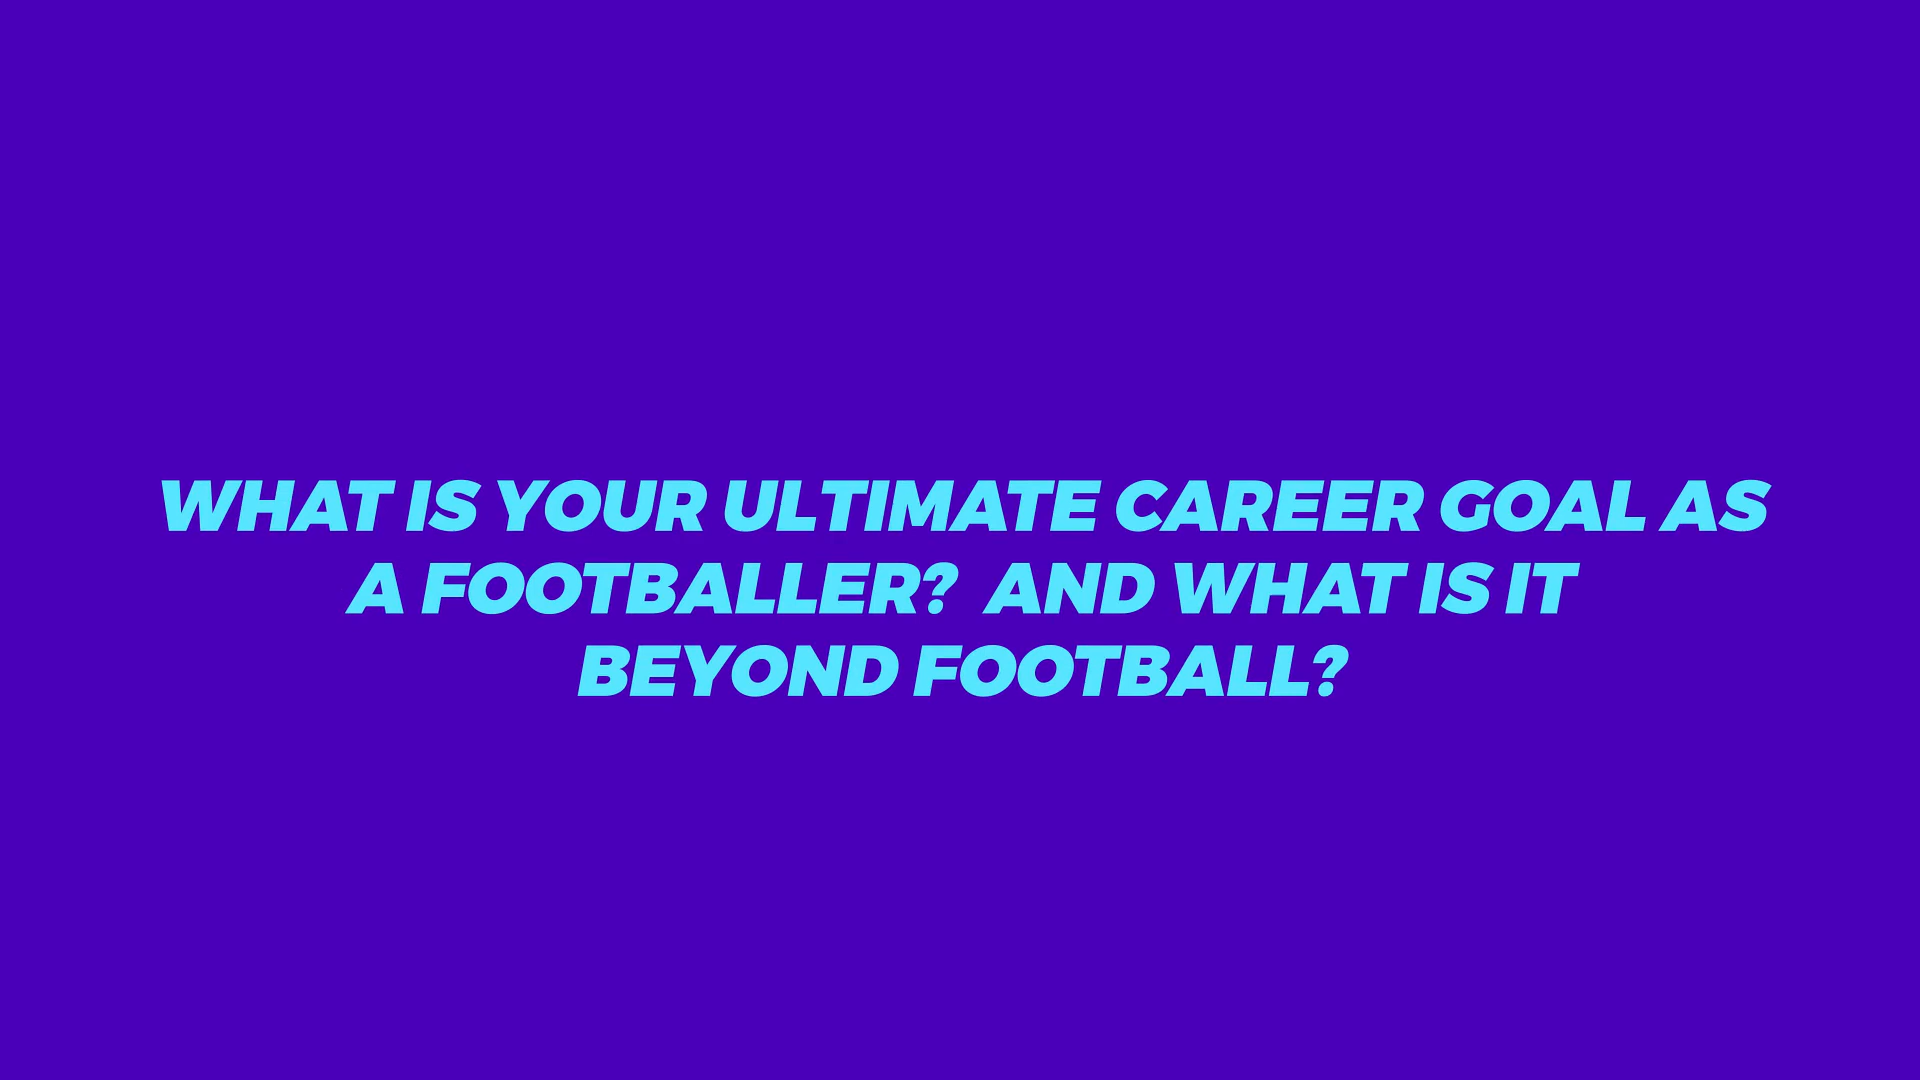 WHAT IS YOUR ULTIMATE CAREER GOAL AS
A FOOTBALLER?  AND WHAT IS IT
BEYOND FOOTBALL?